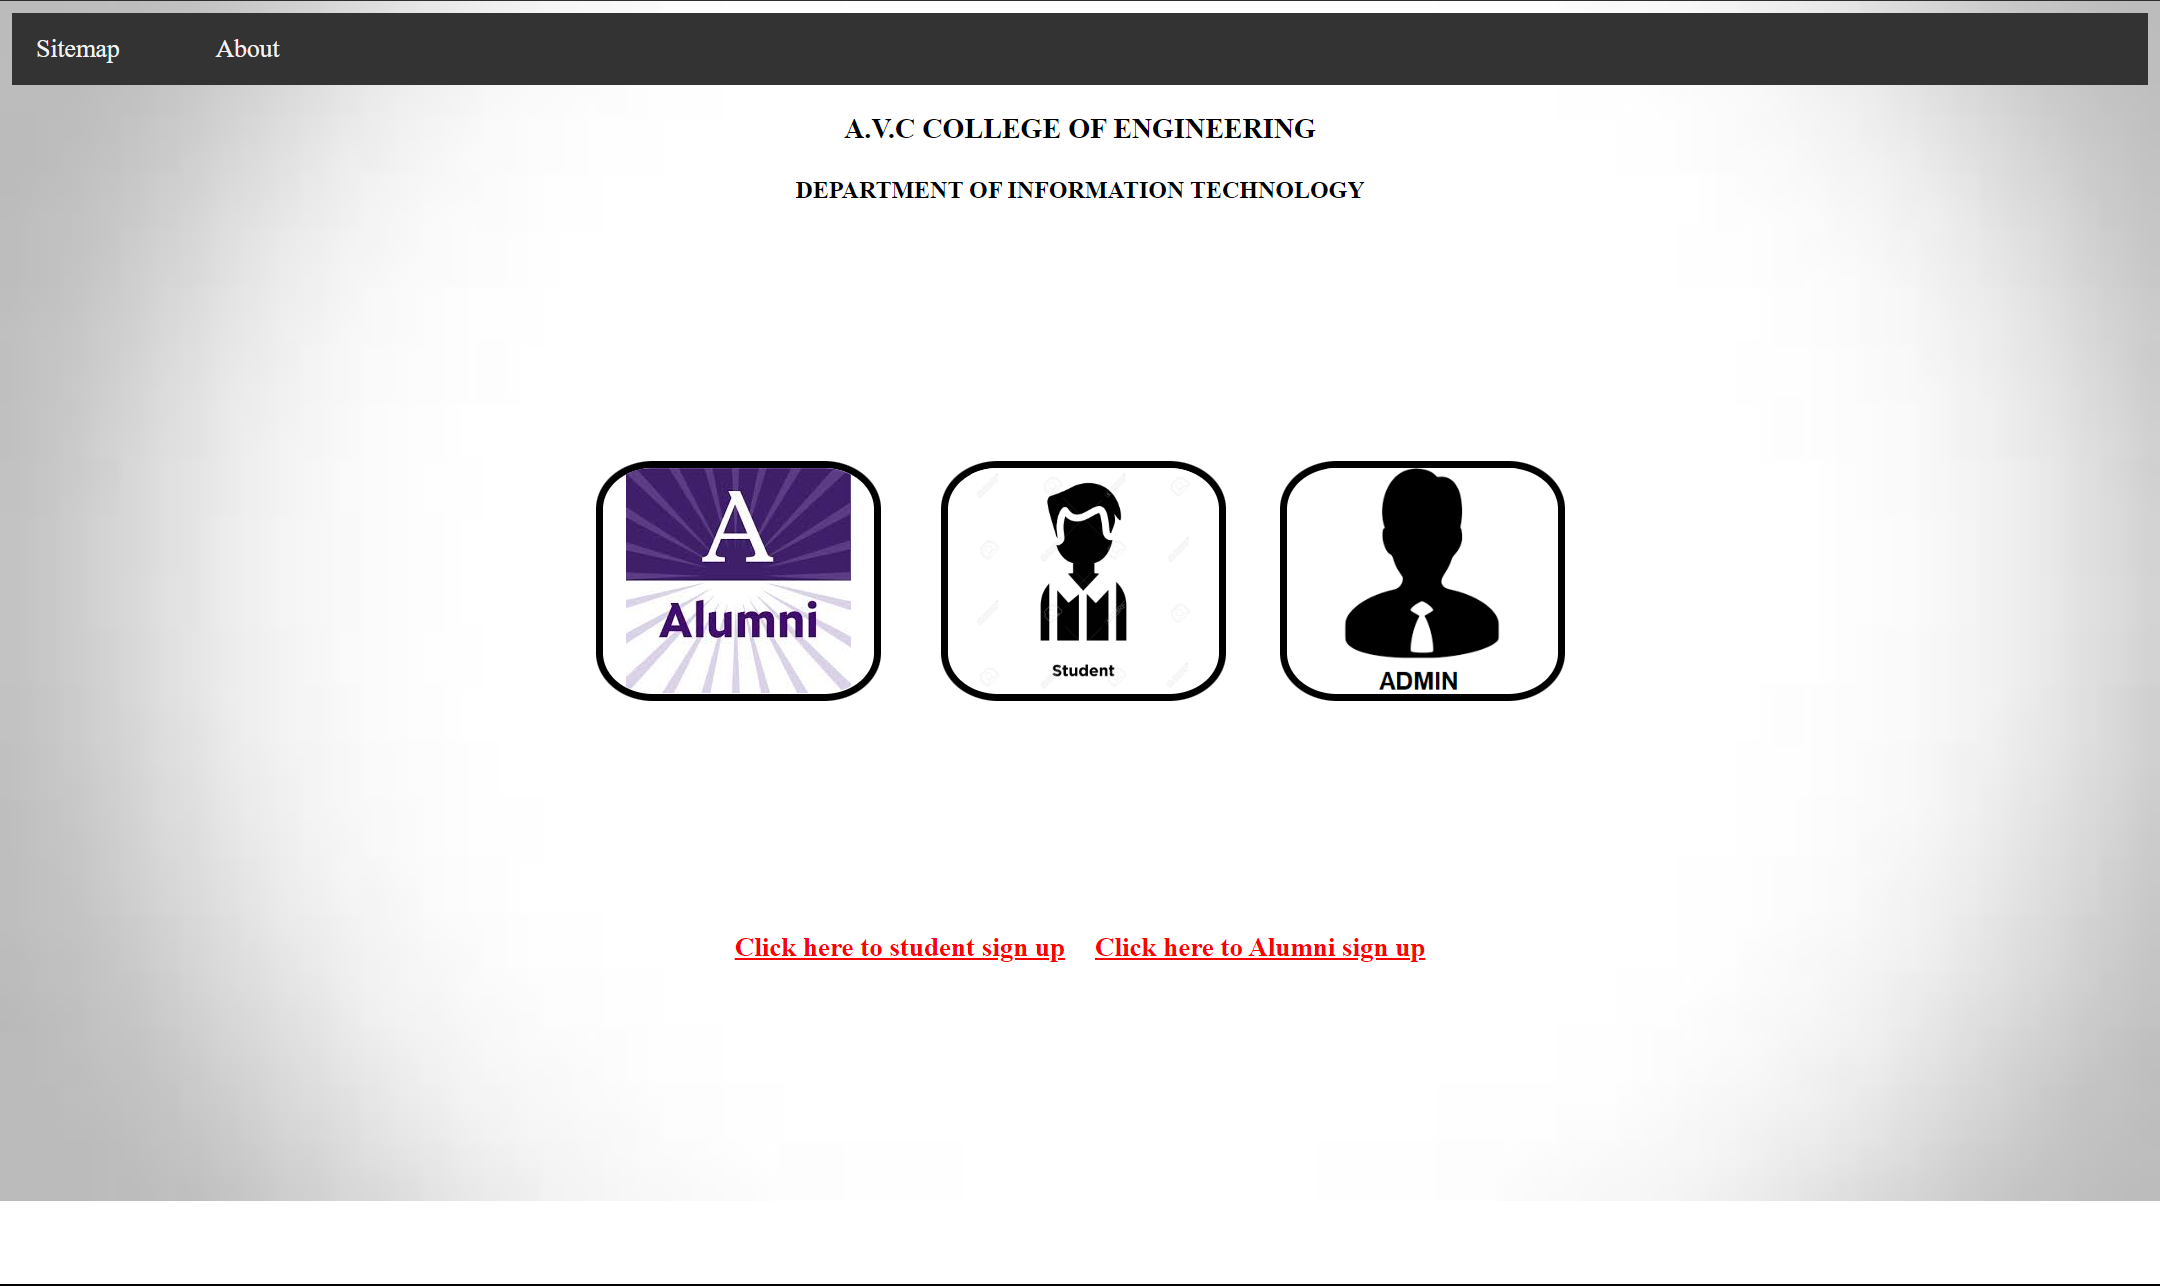 Sitemap About
A.V.C COLLEGE OF ENGINEERING
DEPARTMENT OF INFORMATION TECHNOLOGY
A
Alumni
Student
ADMIN
Click here to student sign up Click here to Alumni sign up